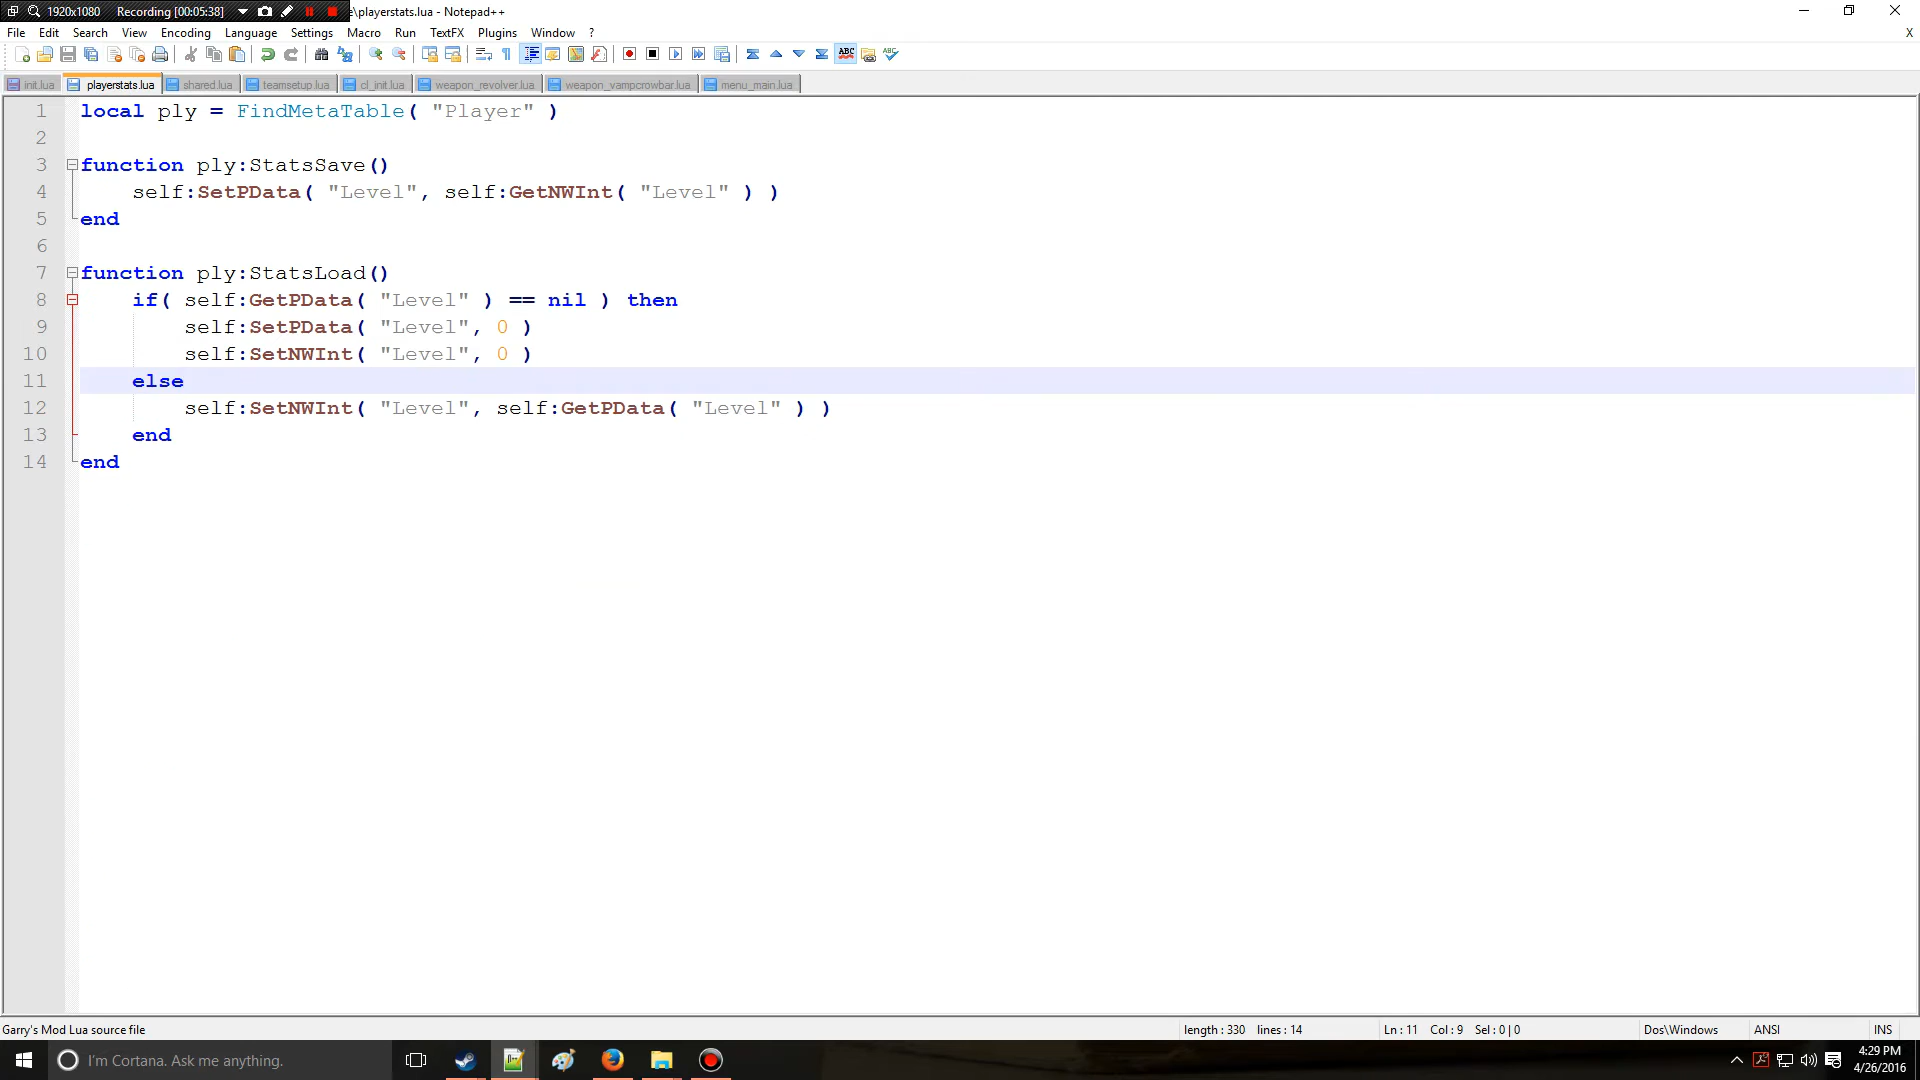 1920x1080 Recording [00:05:38] e\playerstats.lua - Notepad++
File Edit Search View Encoding Language Settings Macro Run TextFX Plugins Window ? X
init.lua playerstats.lua shared.lua teamsetup.lua cl_init.lua weapon_revolver.lua weapon_vampcrowbar.lua menu_main.lua
1 local ply = FindMetaTable( "Player" )
2
3 function ply:StatsSave()
4 self:SetPData( "Level", self:GetNWInt( "Level" ) )
5 end
6
7 function ply:StatsLoad()
8 if( self:GetPData( "Level" ) == nil ) then
9 self:SetPData( "Level", 0 )
10 self:SetNWInt( "Level", 0 )
11 else
12 self:SetNWInt( "Level", self:GetPData( "Level" ) )
13 end
14 end
Garry's Mod Lua source file length : 330 lines : 14 Ln : 11 Col : 9 Sel : 0 | 0 Dos\Windows ANSI INS
I'm Cortana. Ask me anything. 4:29 PM
4/26/2016